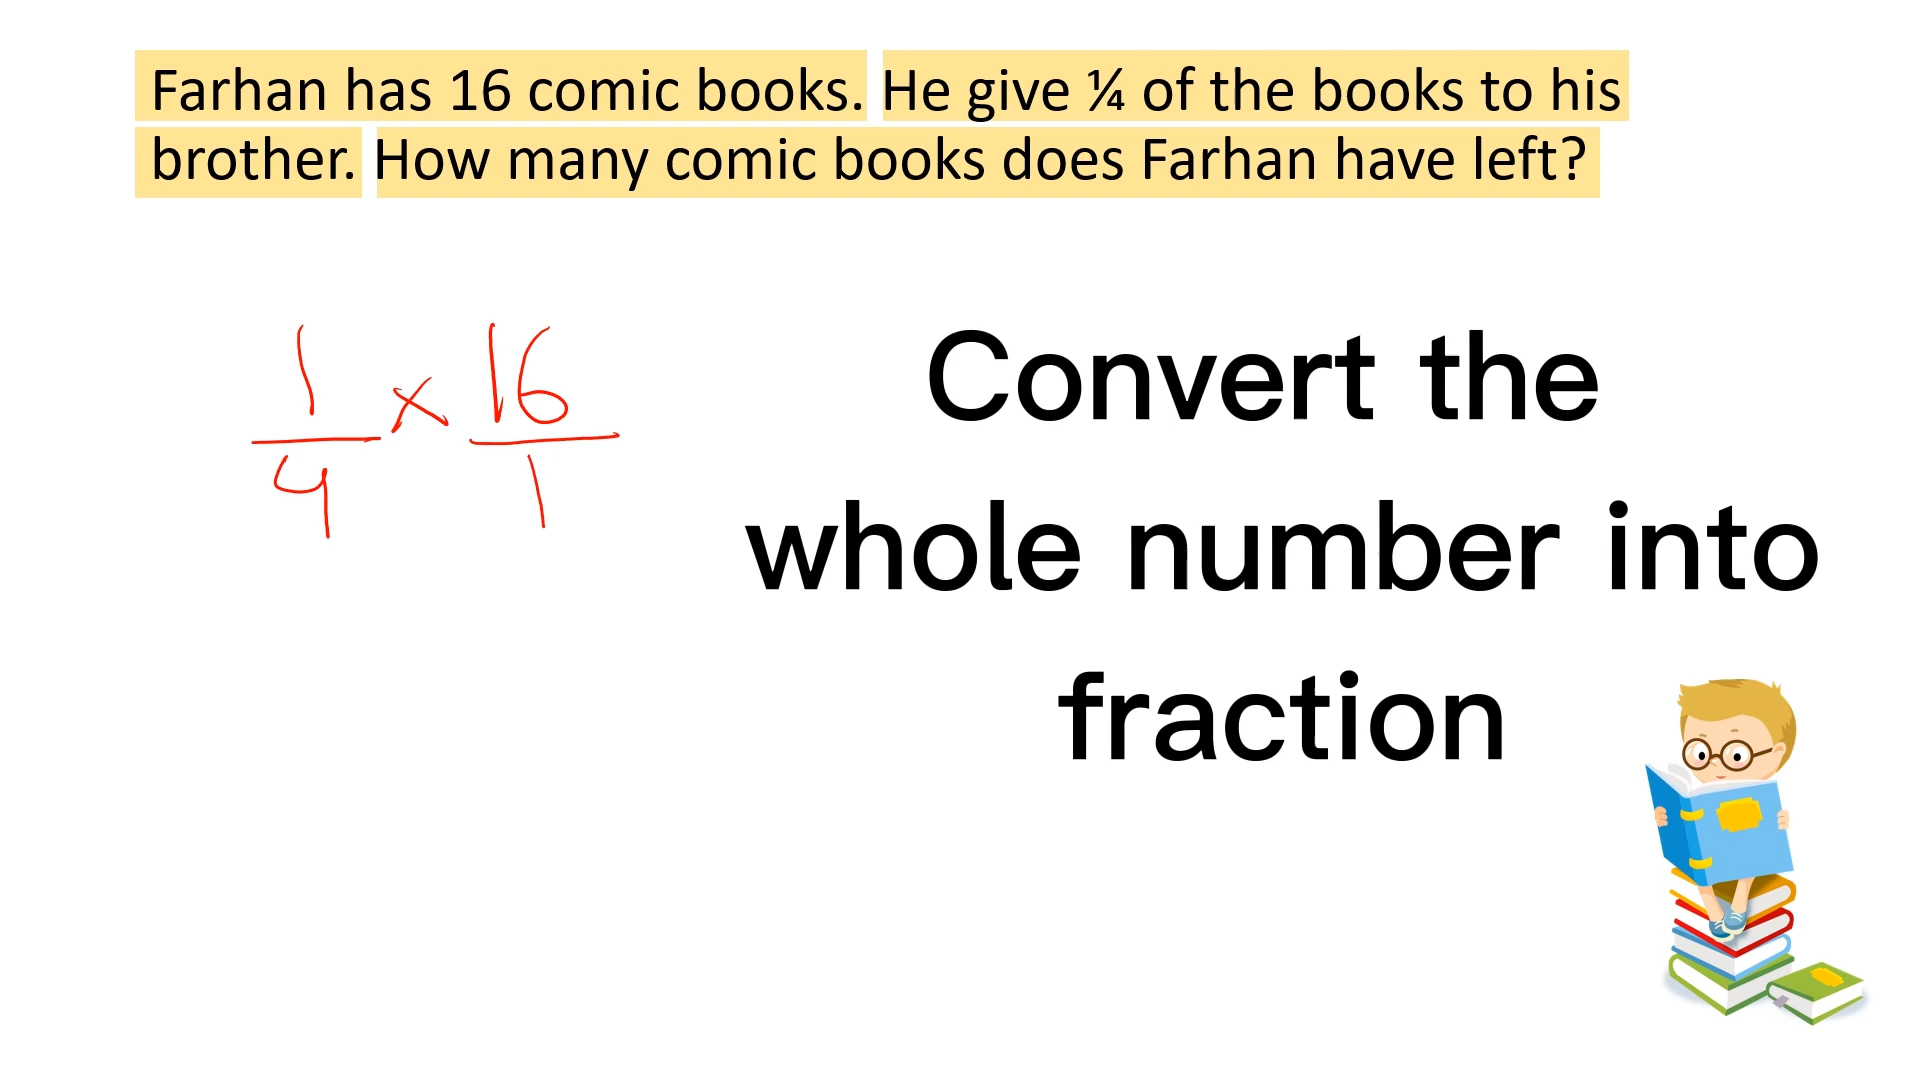 Farhan has 16 comic books. He give ¼ of the books to his
brother. How many comic books does Farhan have left?
1/4 × 16/1
Convert the
whole number into
fraction